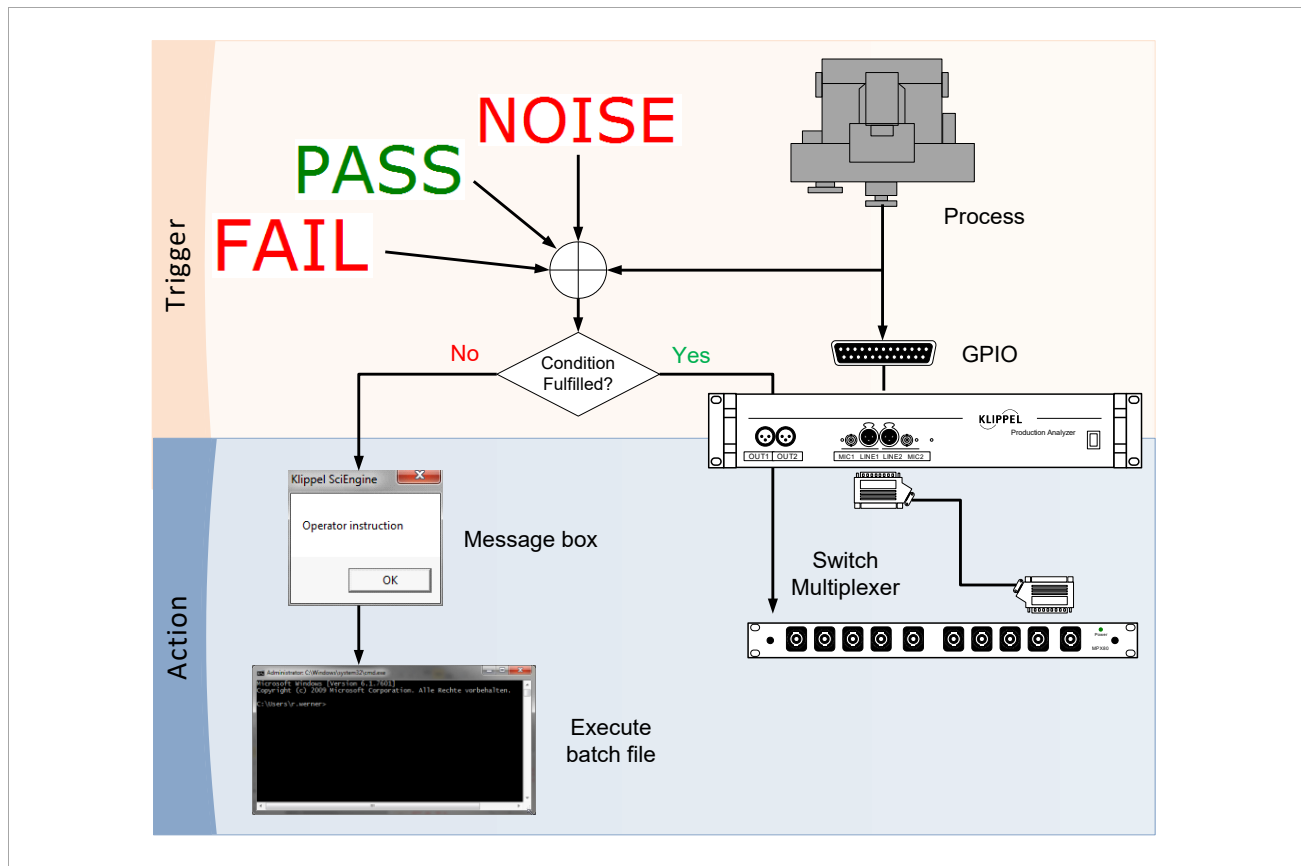 NOISE
PASS
FAIL
Process
Trigger
GPIO
No
Condition
Fulfilled?
Yes
KLIPPEL
Production Analyzer
OUT1 OUT2
MIC1 LINE1 LINE2 MIC2
Klippel SciEngine
Operator instruction
OK
Message box
Switch
Multiplexer
Power
MPX80
Action
Administrator: C:\Windows\system32\cmd.exe
Microsoft Windows [Version 6.1.7601]
Copyright (c) 2009 Microsoft Corporation. Alle Rechte vorbehalten.
C:\Users\r.werner>
Execute
batch file